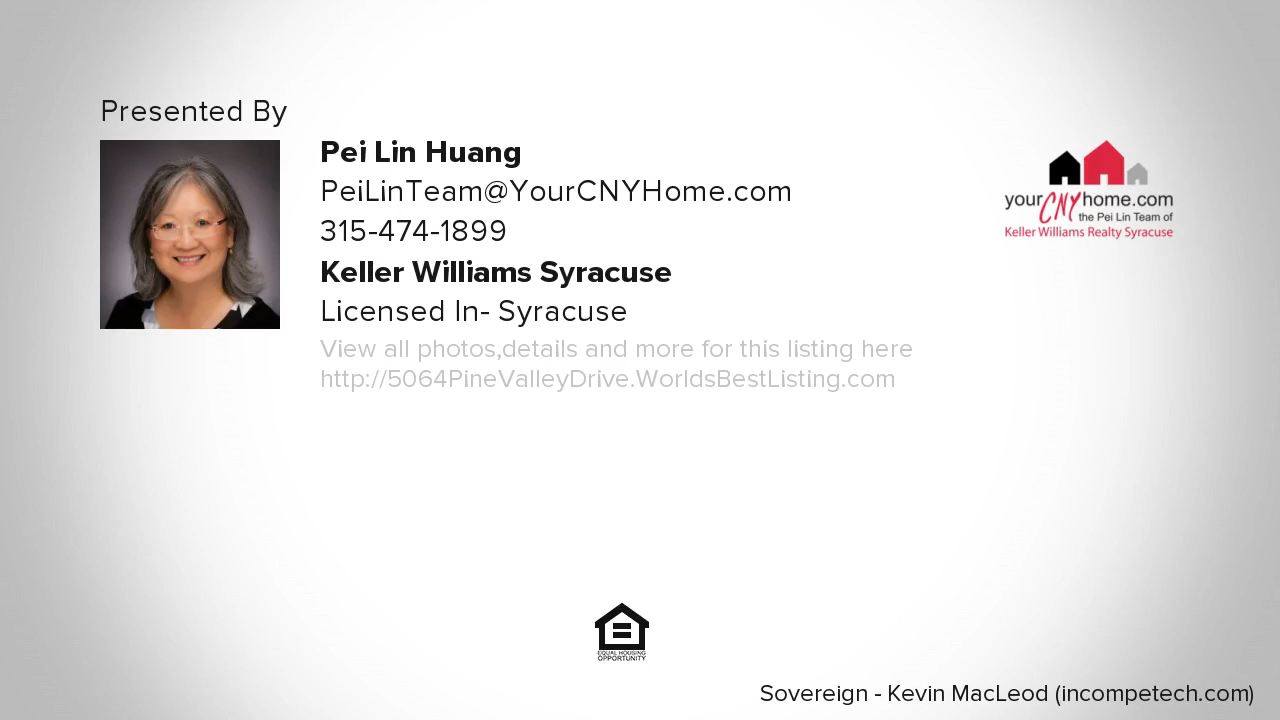 Presented By
Pei Lin Huang
PeiLinTeam@YourCNYHome.com
315-474-1899
Keller Williams Syracuse
Licensed In- Syracuse
View all photos,details and more for this listing here
http://5064PineValleyDrive.WorldsBestListing.com
yourCNYhome.com
the Pei Lin Team of
Keller Williams Realty Syracuse
EQUAL HOUSING
OPPORTUNITY
Sovereign - Kevin MacLeod (incompetech.com)